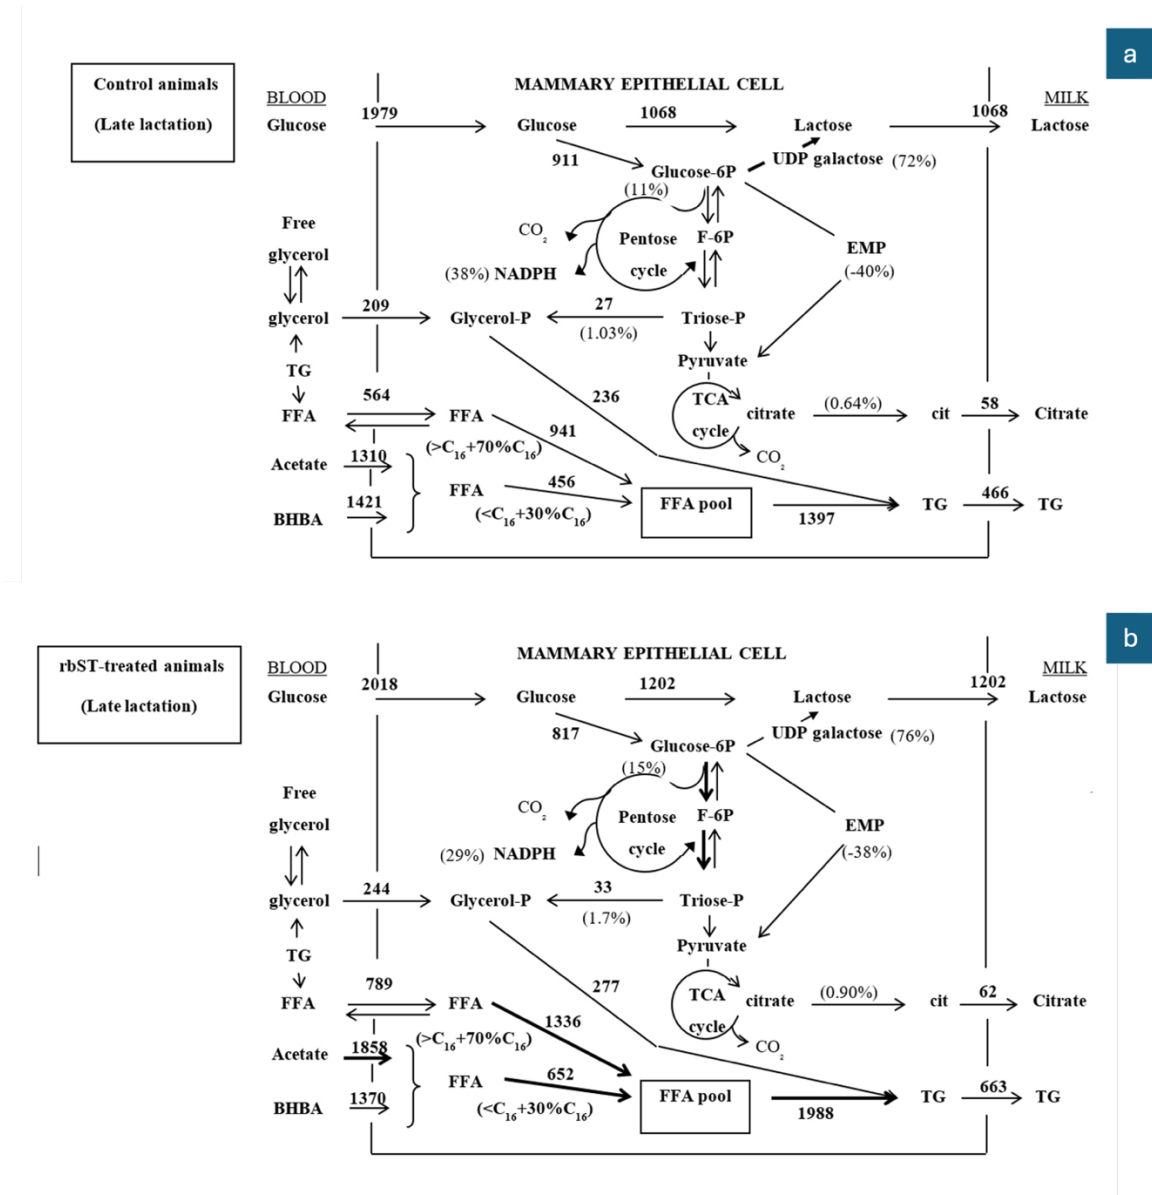 a
Control animals
(Late lactation)
MAMMARY EPITHELIAL CELL
BLOOD
MILK
Glucose
1979
Glucose
1068
Lactose
1068
Lactose
911
UDP galactose (72%)
Glucose-6P
(11%)
CO2
Pentose
cycle
F-6P
EMP
(-40%)
(38%) NADPH
Free
glycerol
glycerol
209
Glycerol-P
27
(1.03%)
Triose-P
TG
Pyruvate
FFA
564
FFA
(>C16+70%C16)
941
236
TCA
cycle
citrate
(0.64%)
cit
58
Citrate
CO2
Acetate
1310
BHBA
1421
FFA
(<C16+30%C16)
456
FFA pool
1397
TG
466
TG
b
rbST-treated animals
(Late lactation)
MAMMARY EPITHELIAL CELL
BLOOD
MILK
Glucose
2018
Glucose
1202
Lactose
1202
Lactose
817
UDP galactose (76%)
Glucose-6P
(15%)
CO2
Pentose
cycle
F-6P
EMP
(-38%)
(29%) NADPH
Free
glycerol
glycerol
244
Glycerol-P
33
(1.7%)
Triose-P
TG
Pyruvate
FFA
789
FFA
(>C16+70%C16)
1336
277
TCA
cycle
citrate
(0.90%)
cit
62
Citrate
CO2
Acetate
1858
BHBA
1370
FFA
(<C16+30%C16)
652
FFA pool
1988
TG
663
TG